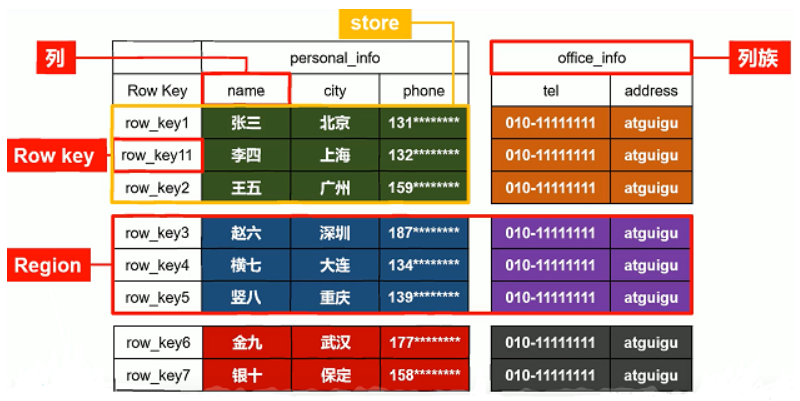 store
列 personal_info office_info 列族
Row Key name city phone tel address
row_key1 张三 北京 131******** 010-11111111 atguigu
Row key row_key11 李四 上海 132******** 010-11111111 atguigu
row_key2 王五 广州 159******** 010-11111111 atguigu
row_key3 赵六 深圳 187******** 010-11111111 atguigu
Region row_key4 横七 大连 134******** 010-11111111 atguigu
row_key5 竖八 重庆 139******** 010-11111111 atguigu
row_key6 金九 武汉 177******** 010-11111111 atguigu
row_key7 银十 保定 158******** 010-11111111 atguigu